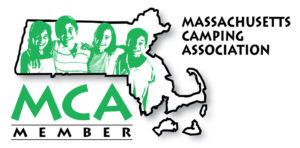 MASSACHUSETTS
CAMPING
ASSOCIATION
MCA
MEMBER